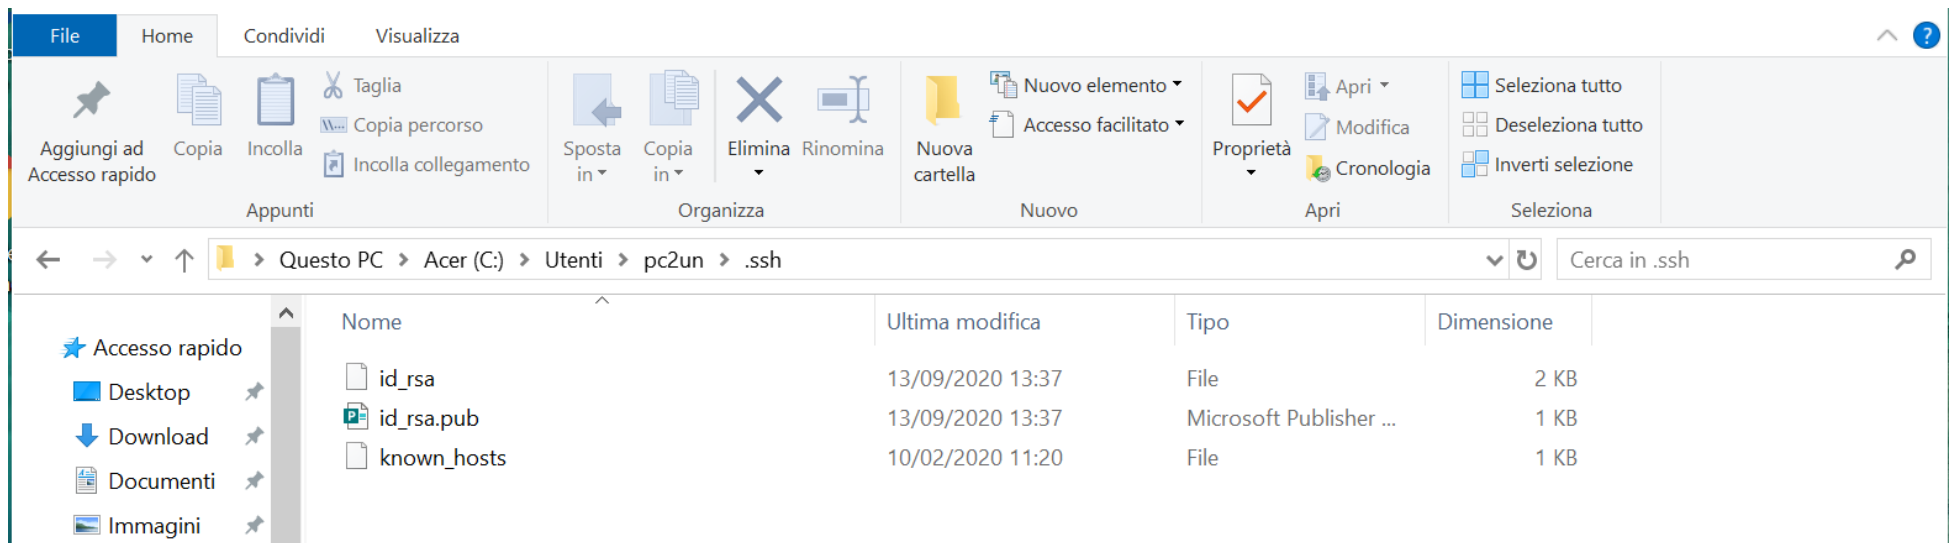 File Home Condividi Visualizza
Aggiungi ad
Accesso rapido
Copia
Incolla
Taglia
Copia percorso
Incolla collegamento
Appunti
Sposta
in
Copia
in
Elimina
Rinomina
Organizza
Nuova
cartella
Nuovo elemento
Accesso facilitato
Nuovo
Proprietà
Apri
Modifica
Cronologia
Apri
Seleziona tutto
Deseleziona tutto
Inverti selezione
Seleziona
Questo PC > Acer (C:) > Utenti > pc2un > .ssh
Cerca in .ssh
Accesso rapido
Desktop
Download
Documenti
Immagini
Nome Ultima modifica Tipo Dimensione
id_rsa 13/09/2020 13:37 File 2 KB
id_rsa.pub 13/09/2020 13:37 Microsoft Publisher ... 1 KB
known_hosts 10/02/2020 11:20 File 1 KB